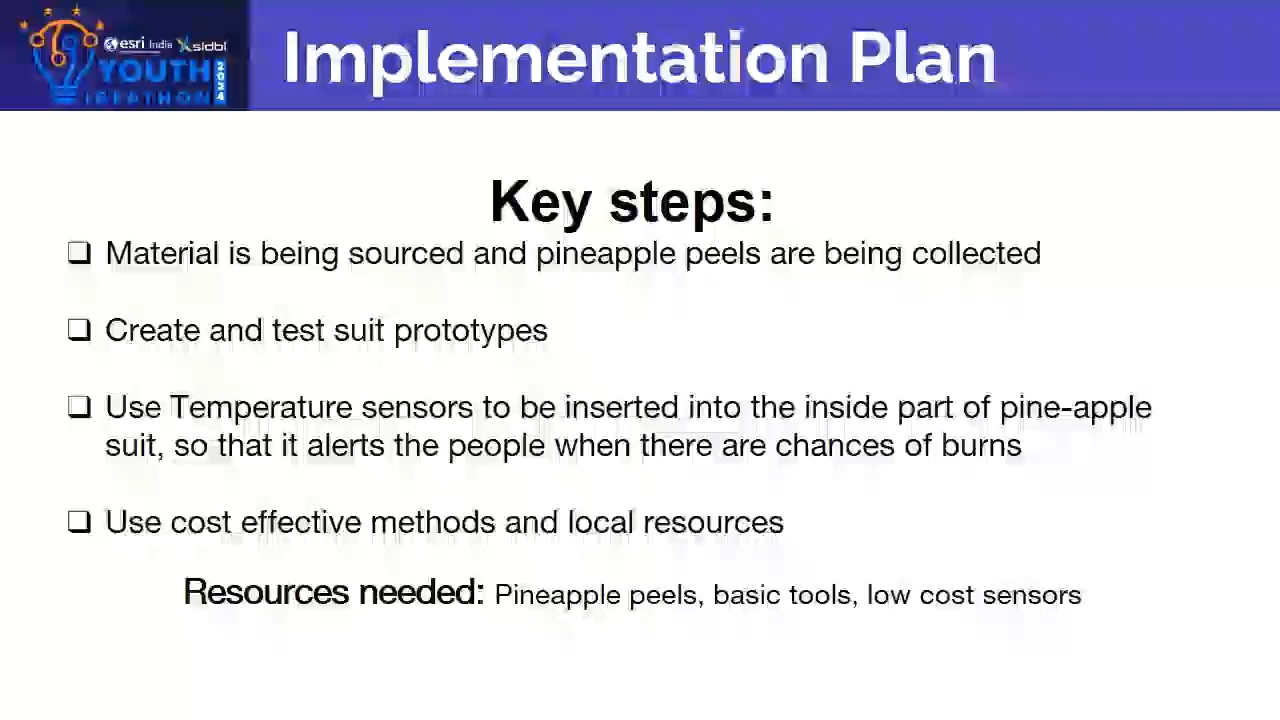 esri India sidbi
YOUTH
IDEATHON
2024
Implementation Plan
Key steps:
❑ Material is being sourced and pineapple peels are being collected
❑ Create and test suit prototypes
❑ Use Temperature sensors to be inserted into the inside part of pine-apple
suit, so that it alerts the people when there are chances of burns
❑ Use cost effective methods and local resources
Resources needed: Pineapple peels, basic tools, low cost sensors